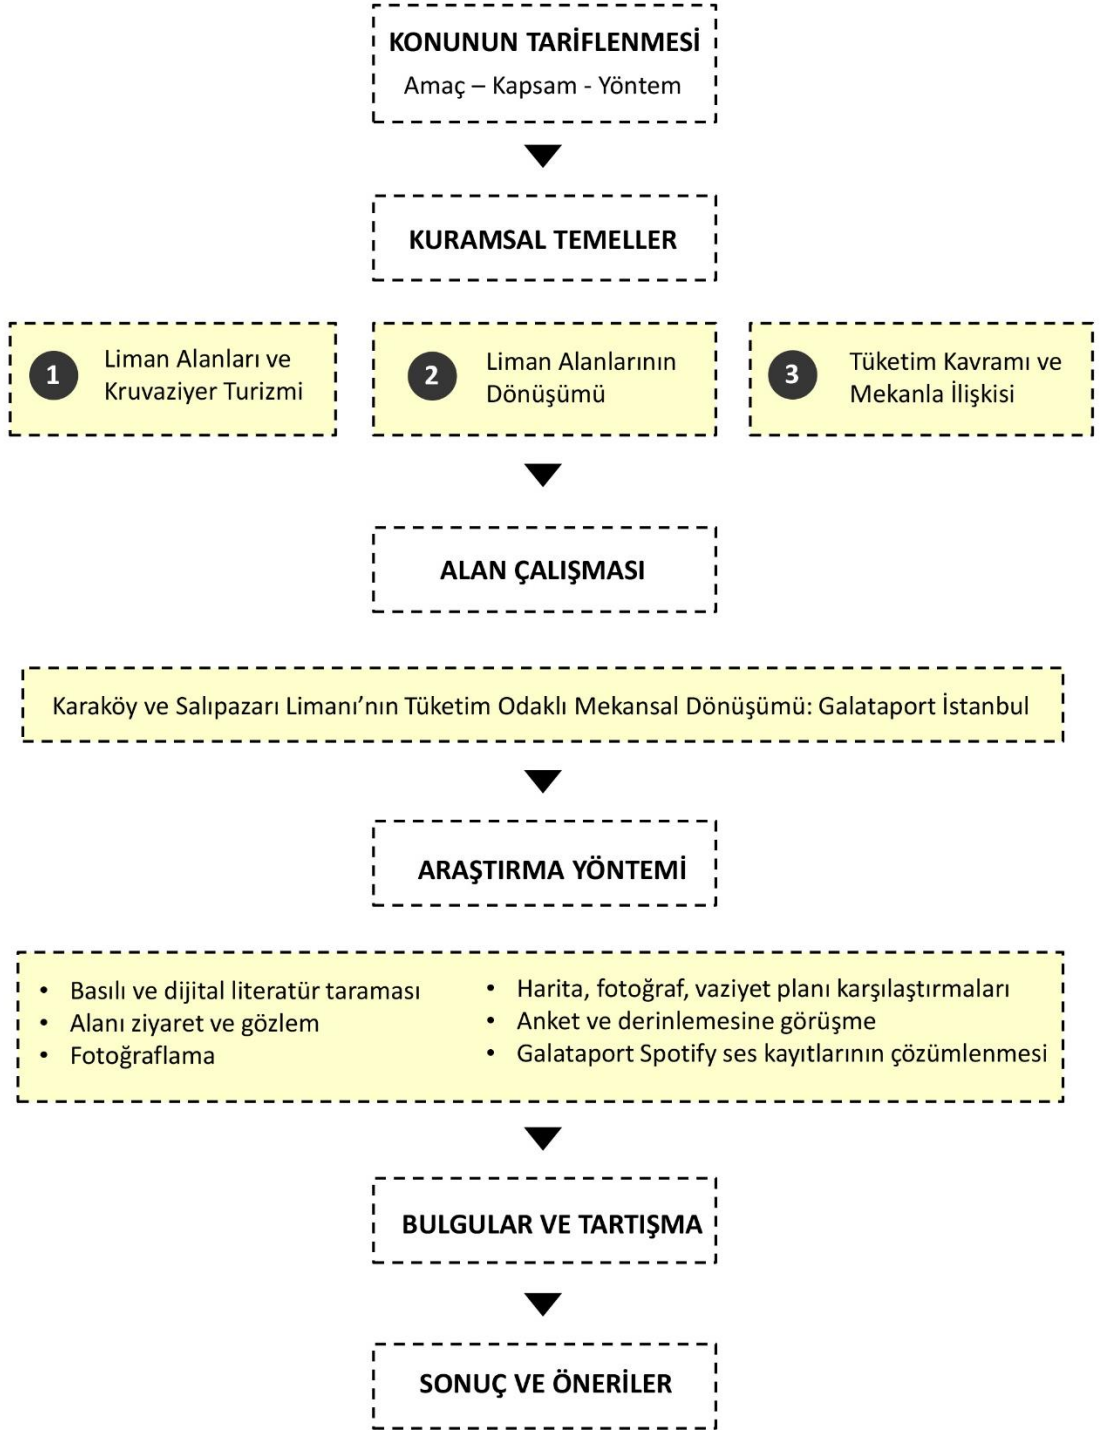 KONUNUN TARİFLENMESİ
Amaç – Kapsam - Yöntem
KURAMSAL TEMELLER
1
Liman Alanları ve
Kruvaziyer Turizmi
2
Liman Alanlarının
Dönüşümü
3
Tüketim Kavramı ve
Mekanla İlişkisi
ALAN ÇALIŞMASI
Karaköy ve Salıpazarı Limanı’nın Tüketim Odaklı Mekansal Dönüşümü: Galataport İstanbul
ARAŞTIRMA YÖNTEMİ
• Basılı ve dijital literatür taraması
• Alanı ziyaret ve gözlem
• Fotoğraflama
• Harita, fotoğraf, vaziyet planı karşılaştırmaları
• Anket ve derinlemesine görüşme
• Galataport Spotify ses kayıtlarının çözümlenmesi
BULGULAR VE TARTIŞMA
SONUÇ VE ÖNERİLER